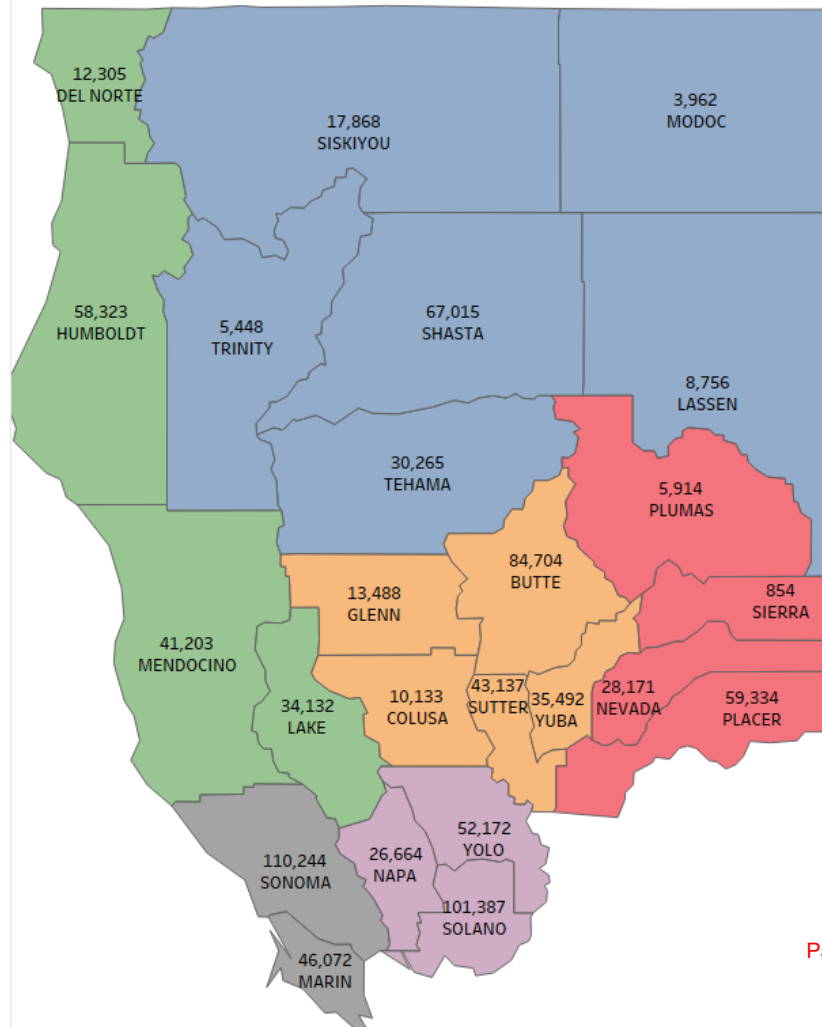 12,305
DEL NORTE
17,868
SISKIYOU
3,962
MODOC
58,323
HUMBOLDT
5,448
TRINITY
67,015
SHASTA
8,756
LASSEN
30,265
TEHAMA
5,914
PLUMAS
84,704
BUTTE
13,488
GLENN
854
SIERRA
41,203
MENDOCINO
34,132
LAKE
10,133
COLUSA
43,137
SUTTER
35,492
YUBA
28,171
NEVADA
59,334
PLACER
110,244
SONOMA
26,664
NAPA
52,172
YOLO
101,387
SOLANO
46,072
MARIN